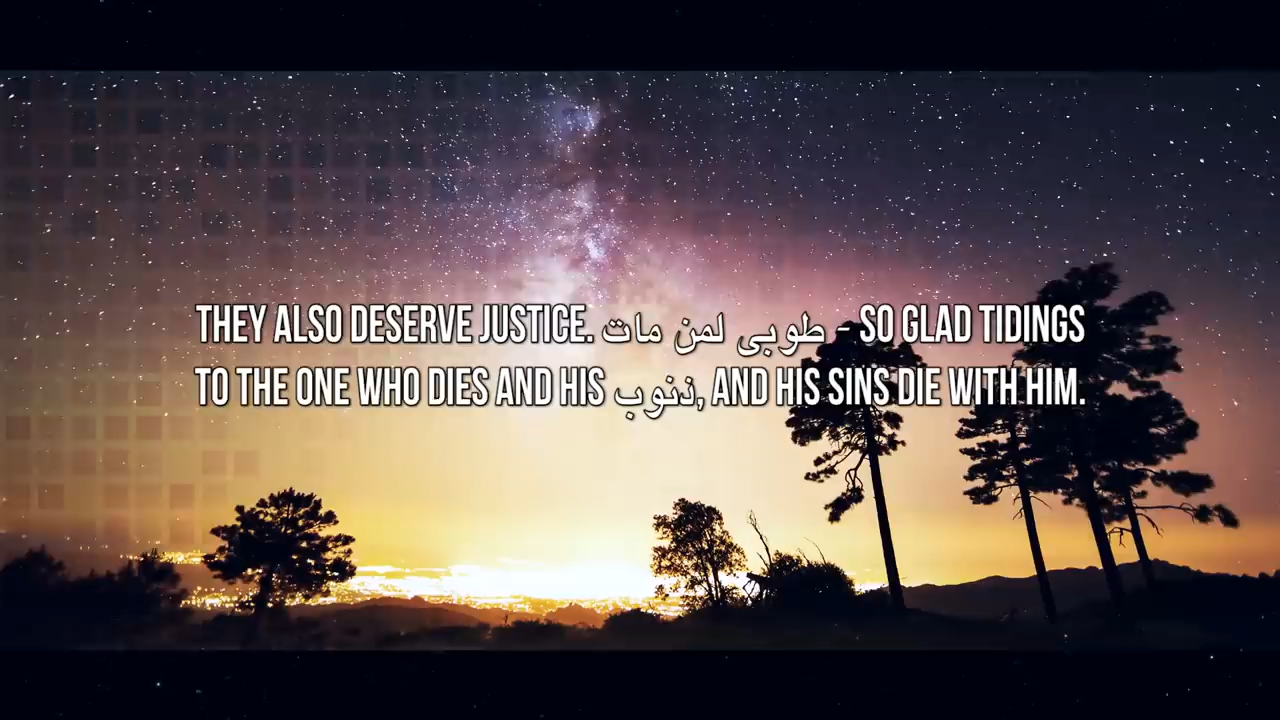 THEY ALSO DESERVE JUSTICE. طوبى لمن مات - SO GLAD TIDINGS
TO THE ONE WHO DIES AND HIS ذنوب, AND HIS SINS DIE WITH HIM.